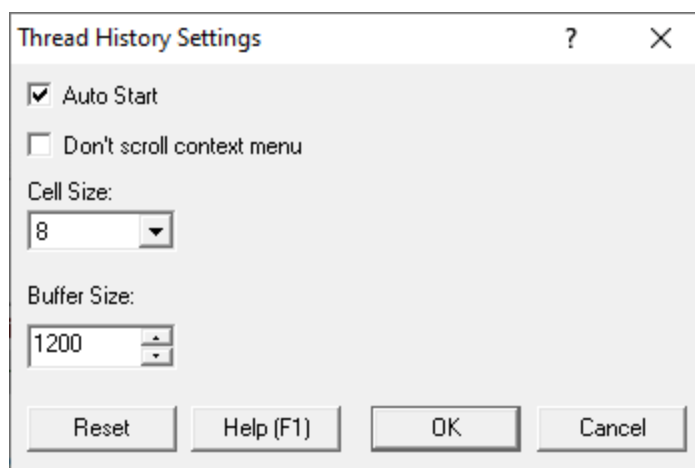 Thread History Settings ?
Auto Start
Don't scroll context menu
Cell Size:
8
Buffer Size:
1200
Reset Help (F1) OK Cancel